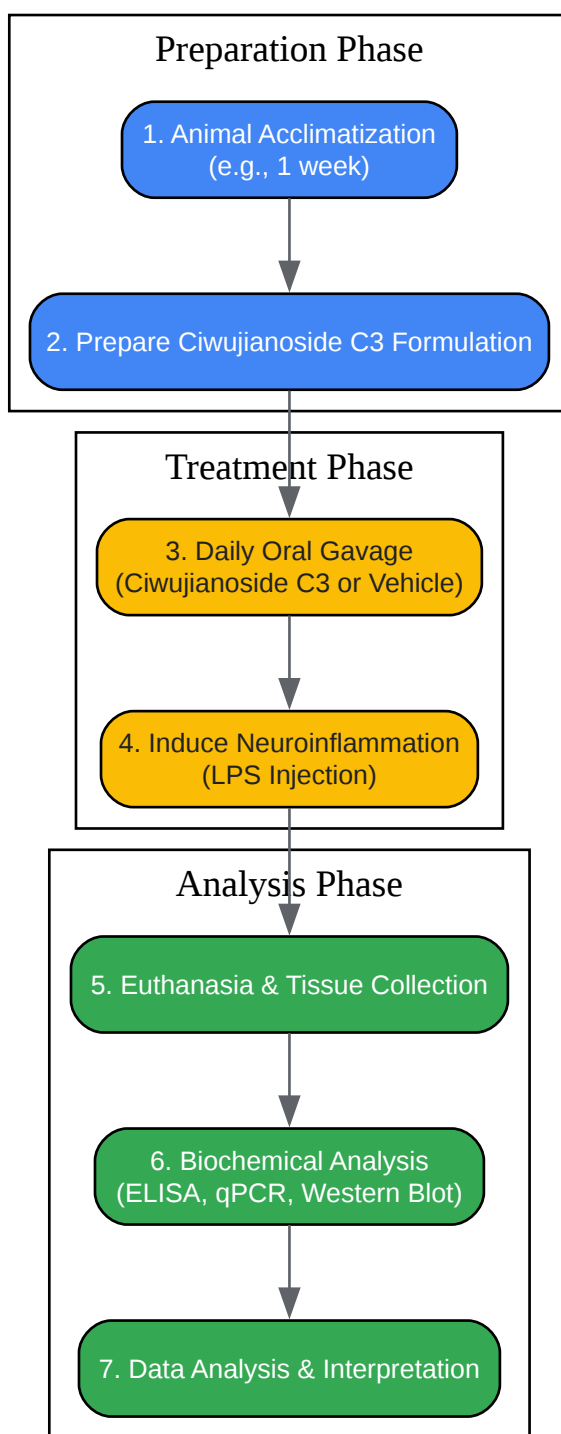 Preparation Phase
1. Animal Acclimatization
(e.g., 1 week)
2. Prepare Ciwujianoside C3 Formulation
Treatment Phase
3. Daily Oral Gavage
(Ciwujianoside C3 or Vehicle)
4. Induce Neuroinflammation
(LPS Injection)
Analysis Phase
5. Euthanasia & Tissue Collection
6. Biochemical Analysis
(ELISA, qPCR, Western Blot)
7. Data Analysis & Interpretation